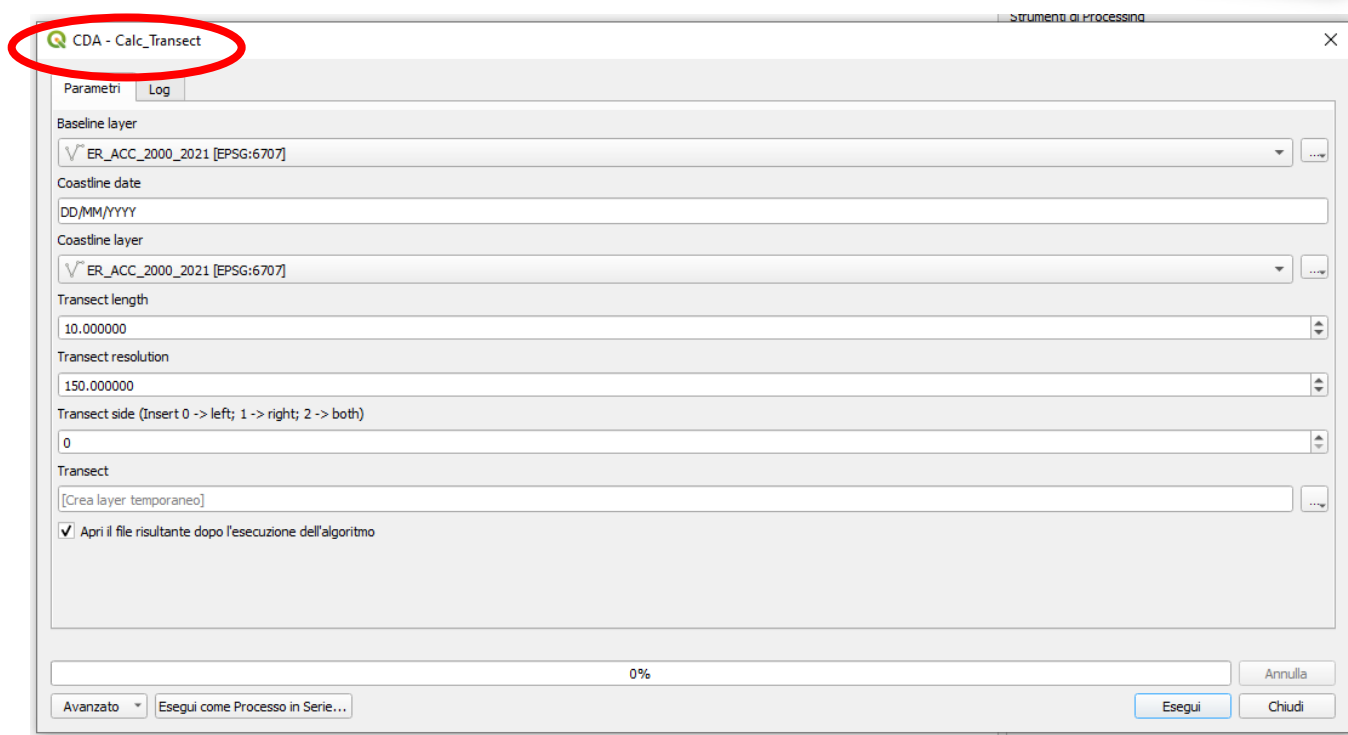 Strumenti di Processing
CDA - Calc_Transect
Parametri
Log
Baseline layer
ER_ACC_2000_2021 [EPSG:6707]
...
Coastline date
DD/MM/YYYY
Coastline layer
ER_ACC_2000_2021 [EPSG:6707]
...
Transect length
10.000000
Transect resolution
150.000000
Transect side (Insert 0 -> left; 1 -> right; 2 -> both)
0
Transect
[Crea layer temporaneo]
...
Apri il file risultante dopo l'esecuzione dell'algoritmo
0%
Annulla
Avanzato
Esegui come Processo in Serie...
Esegui
Chiudi